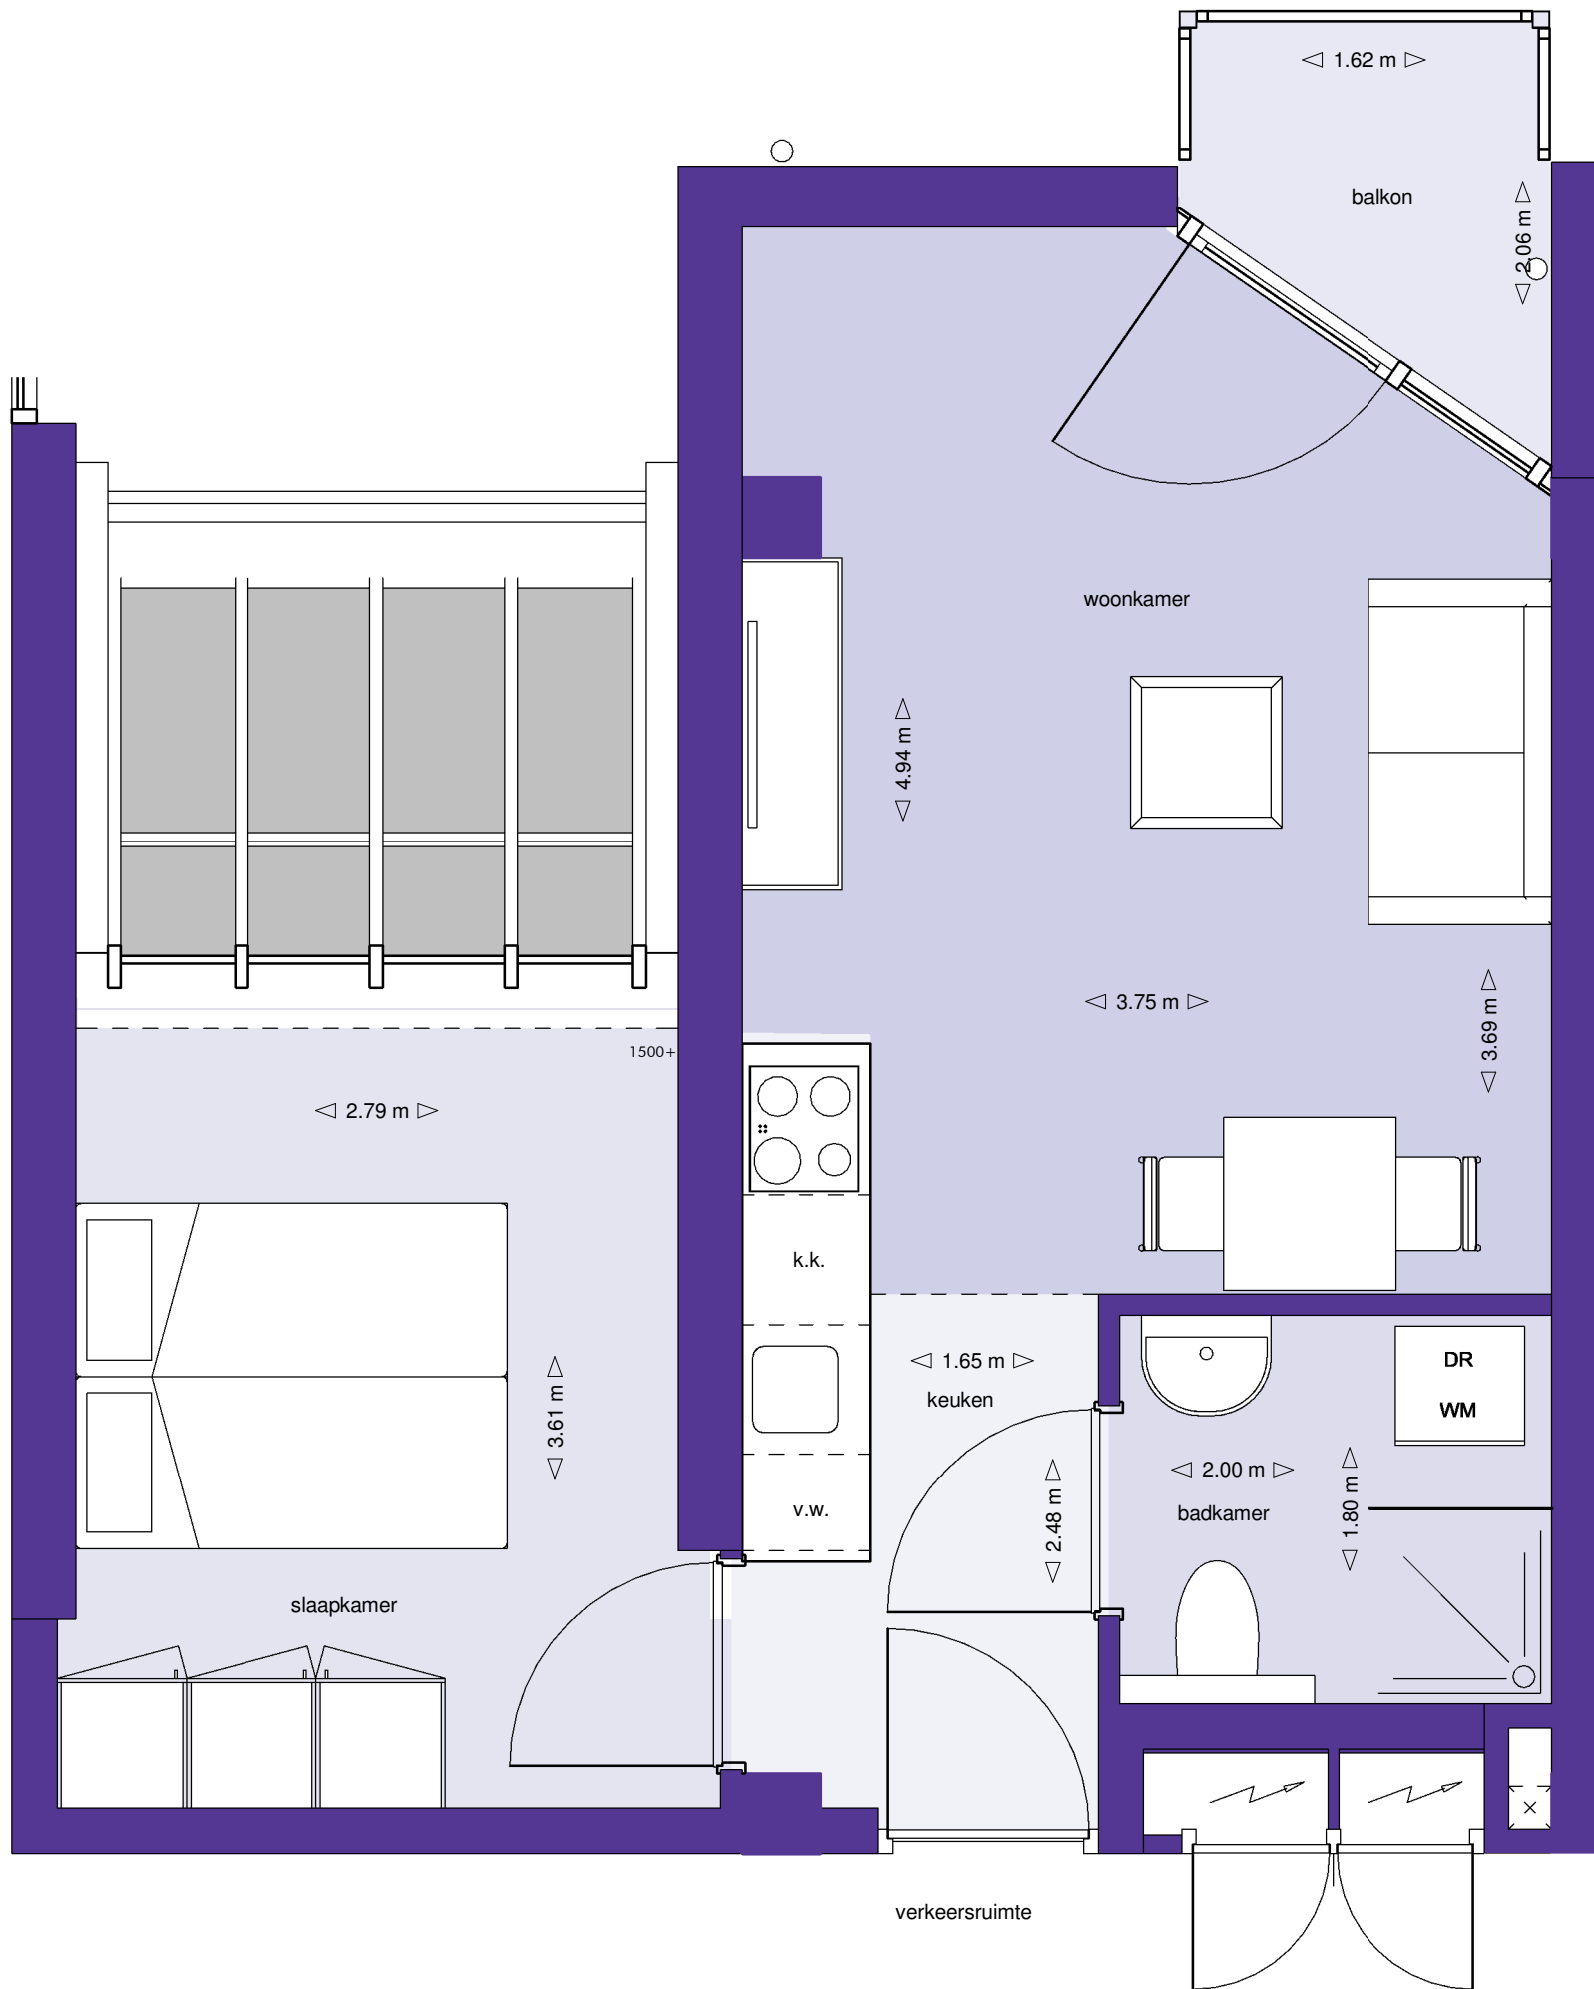 1.62 m
balkon
2.06 m
woonkamer
4.94 m
3.75 m
3.69 m
1500+
2.79 m
k.k.
1.65 m
keuken
DR
WM
3.61 m
2.48 m
v.w.
2.00 m
badkamer
1.80 m
slaapkamer
verkeersruimte